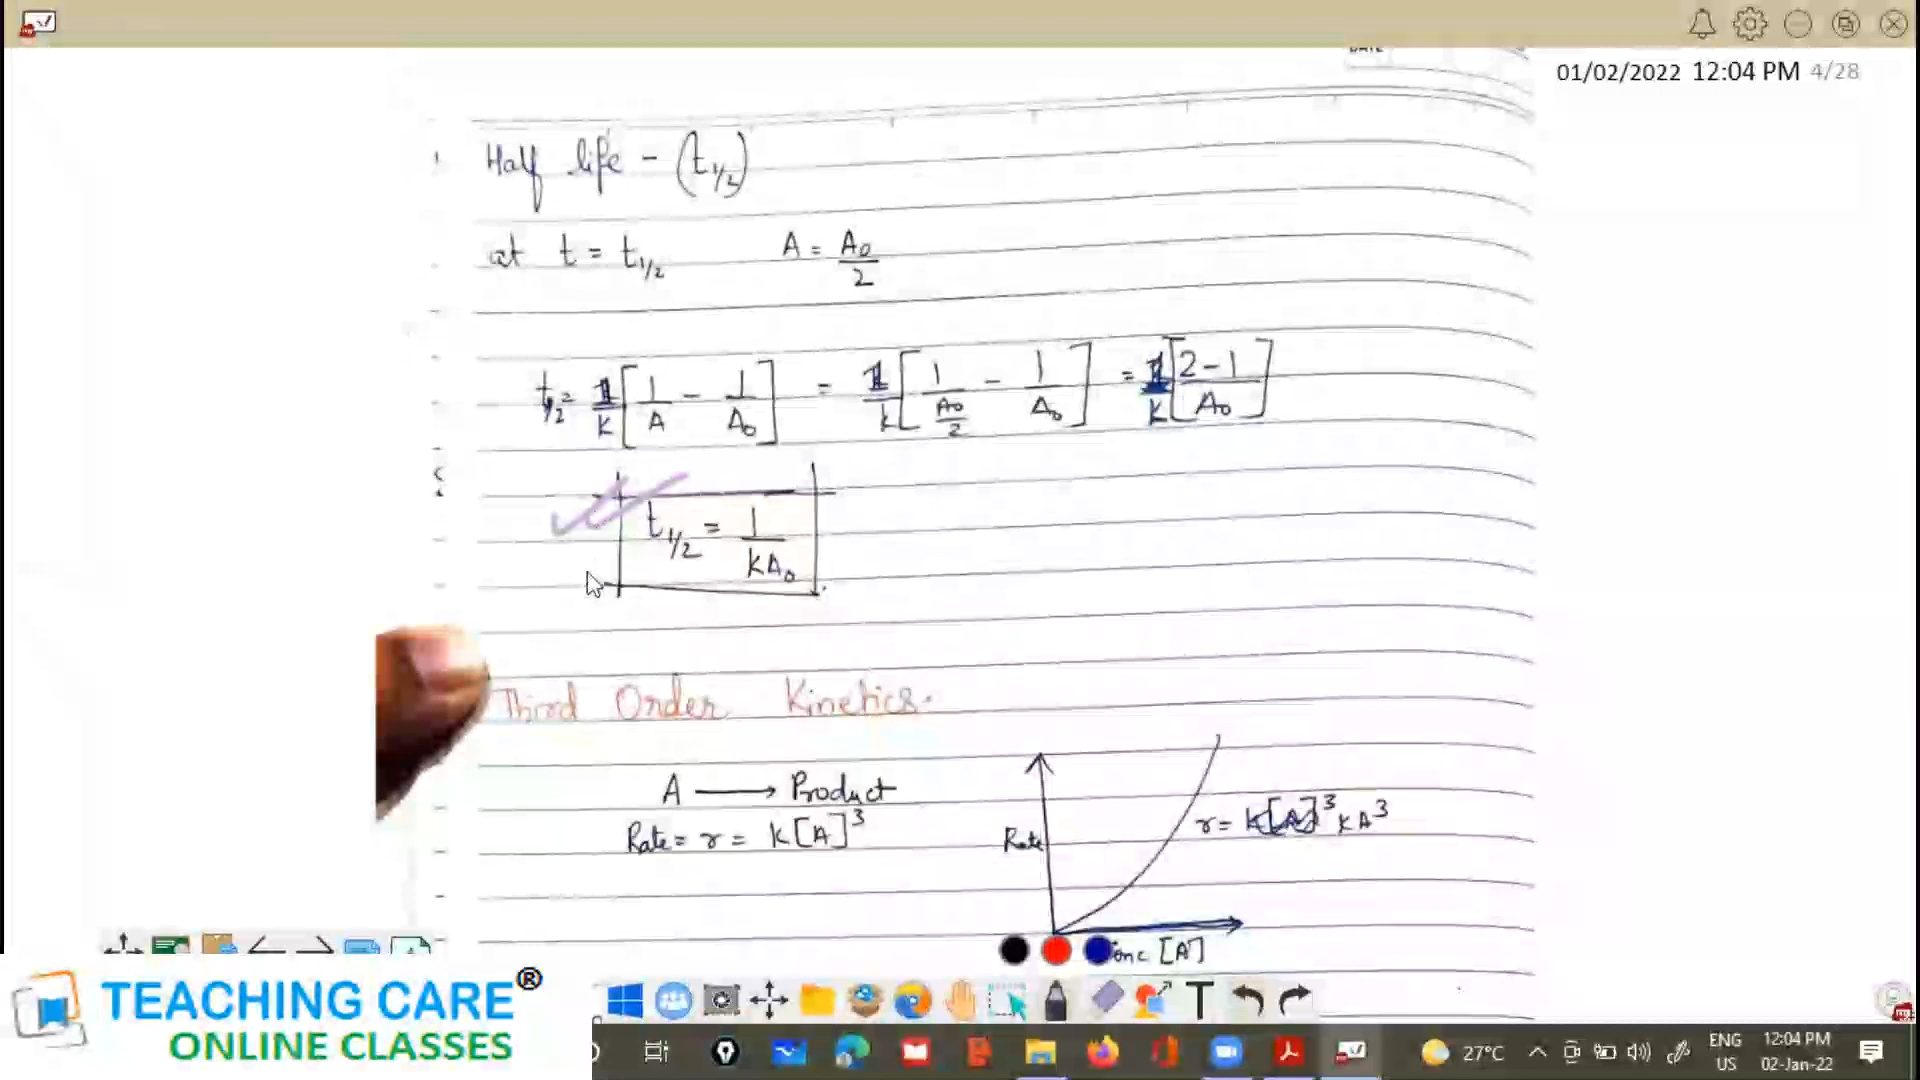 DATE
01/02/2022 12:04 PM 4/28
Half life - (t1/2)
at t = t1/2 A = A0/2
t1/2 = 1/K [1/A - 1/A0] = 1/k [1/(A0/2) - 1/A0] = 1/K [(2-1)/A0]
t1/2 = 1/kA0
Third Order Kinetics.
A → Product
Rate = r = k[A]³
Rate
r = k[A]³ kA³
onc [A]
TEACHING CARE®
ONLINE CLASSES
T
27°C
ENG
US
12:04 PM
02-Jan-22